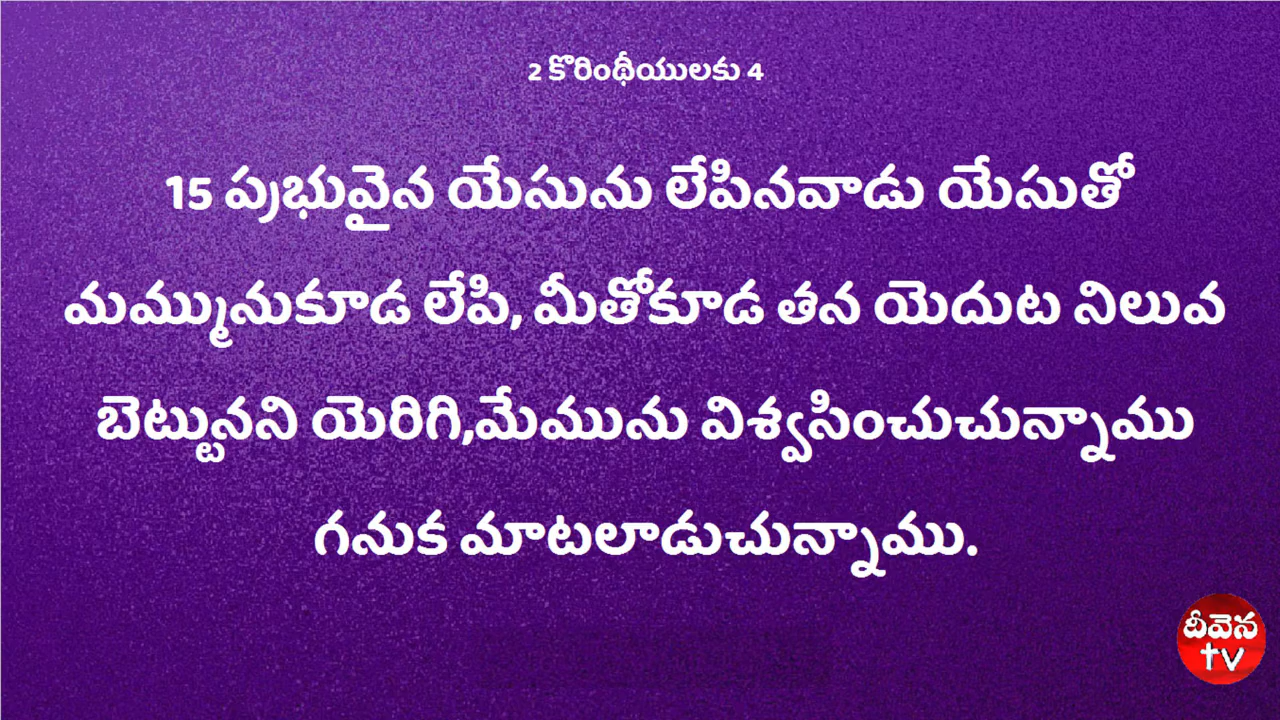 2 కొరింథీయులకు 4
15 ప్రభువైన యేసును లేపినవాడు యేసుతో
మమ్మునుకూడ లేపి, మీతోకూడ తన యెదుట నిలువ
బెట్టునని యెరిగి,మేమును విశ్వసించుచున్నాము
గనుక మాటలాడుచున్నాము.
దీవెన
tv